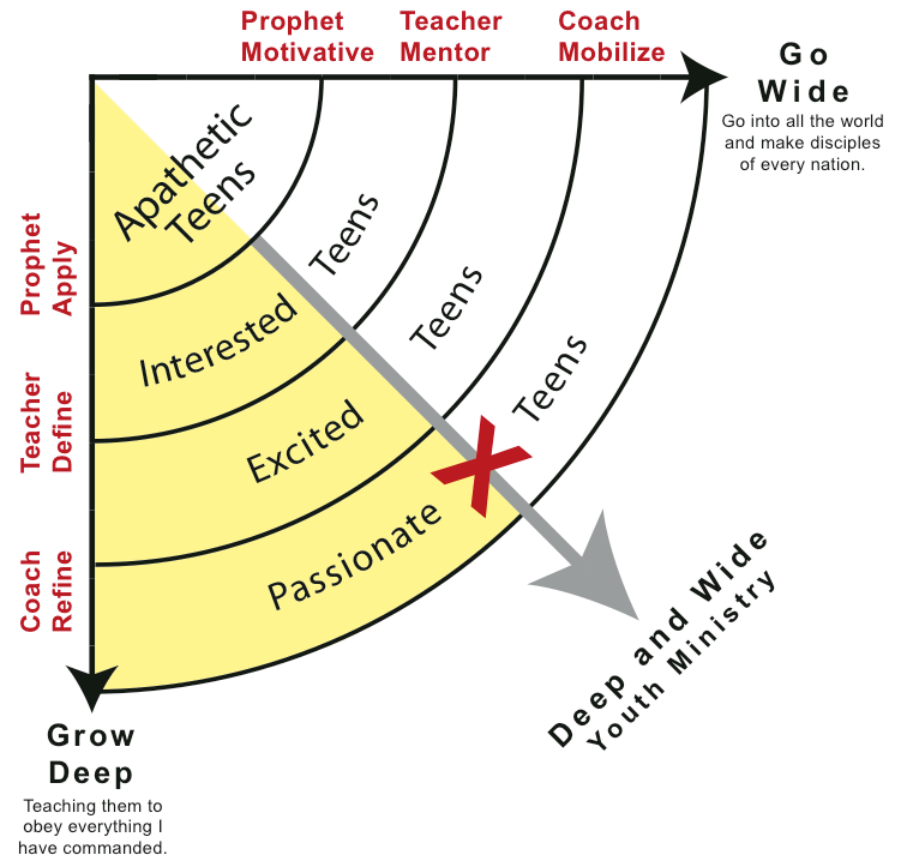 Prophet
Motivative
Teacher
Mentor
Coach
Mobilize
Go
Wide
Go into all the world
and make disciples
of every nation.
Apathetic
Teens
Interested
Teens
Excited
Teens
Passionate
Teens
Prophet
Apply
Teacher
Define
Coach
Refine
Deep and Wide
Youth Ministry
Grow
Deep
Teaching them to
obey everything I
have commanded.